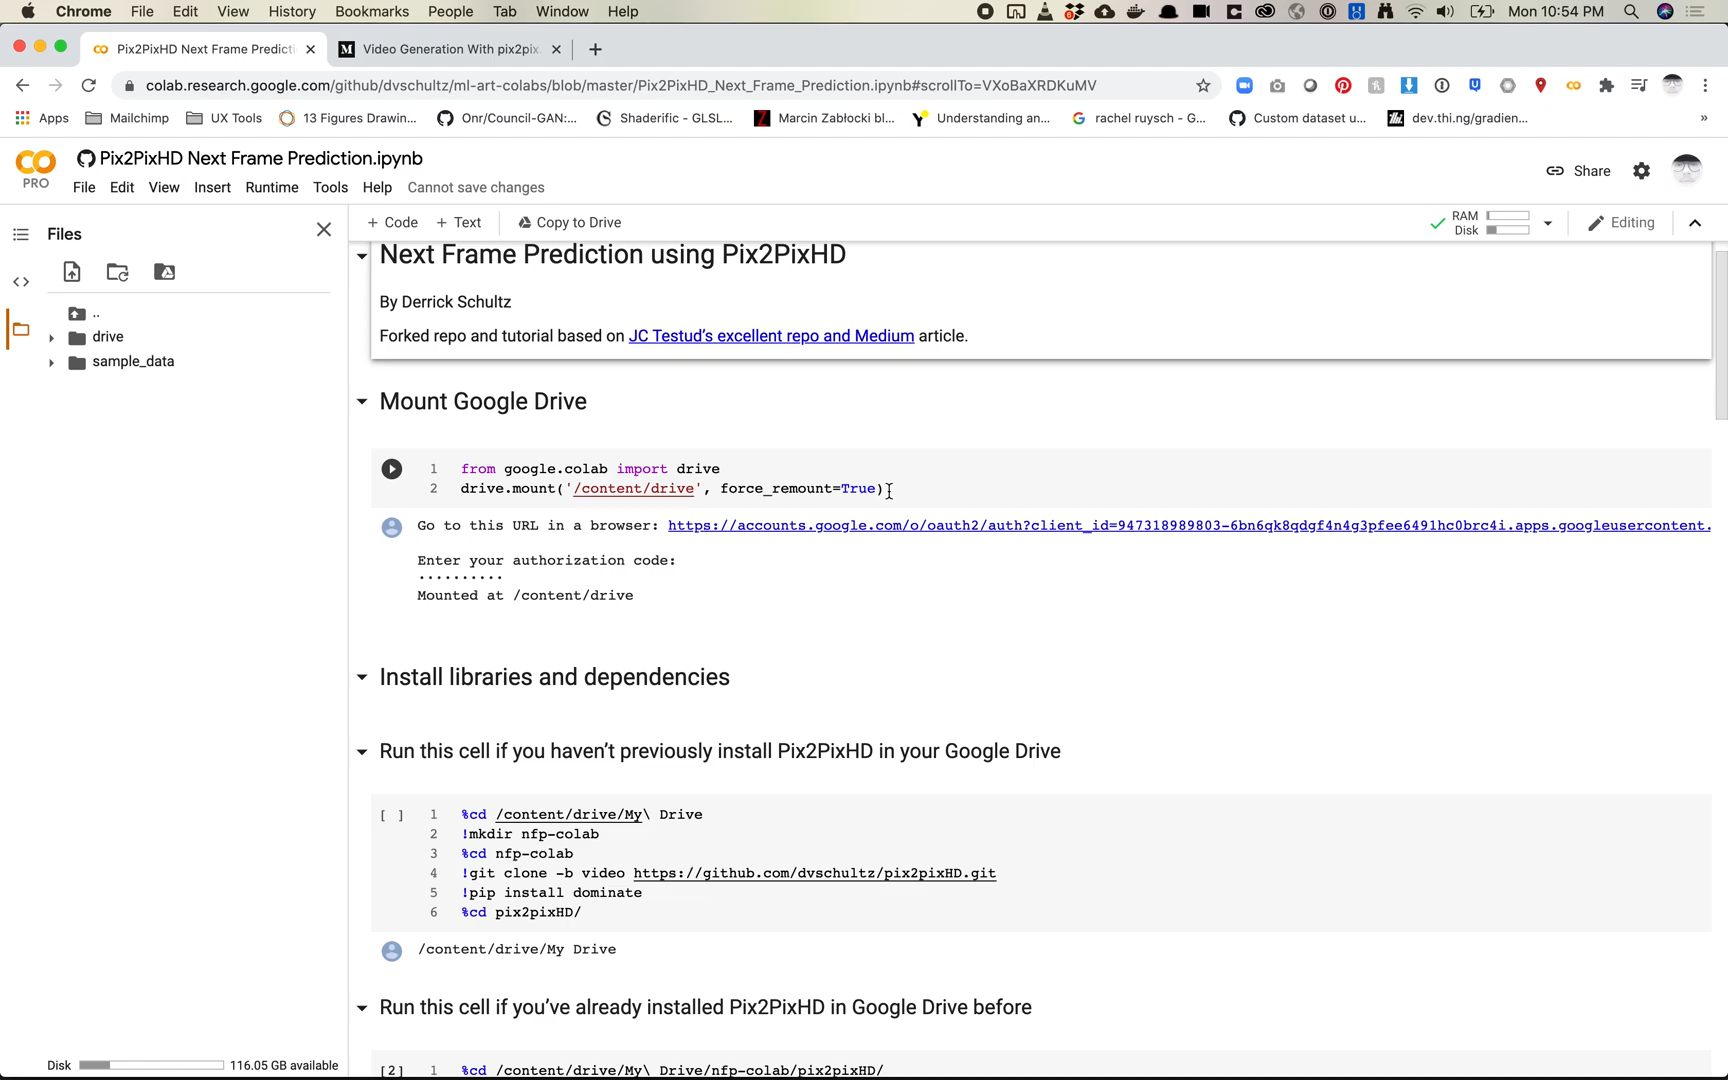 Chrome File Edit View History Bookmarks People Tab Window Help Mon 10:54 PM
Pix2PixHD Next Frame Predicti Video Generation With pix2pix
colab.research.google.com/github/dvschultz/ml-art-colabs/blob/master/Pix2PixHD_Next_Frame_Prediction.ipynb#scrollTo=VXoBaXRDKuMV
Apps Mailchimp UX Tools 13 Figures Drawin... Onr/Council-GAN:... Shaderific - GLSL... Marcin Zabłocki bl... Understanding an... rachel ruysch - G... Custom dataset u... dev.thi.ng/gradien... »
Pix2PixHD Next Frame Prediction.ipynb
PRO
File Edit View Insert Runtime Tools Help Cannot save changes
Share
Files
+ Code + Text Copy to Drive
RAM
Disk
Editing
..
drive
sample_data
Next Frame Prediction using Pix2PixHD
By Derrick Schultz
Forked repo and tutorial based on JC Testud’s excellent repo and Medium article.
Mount Google Drive
1 from google.colab import drive
2 drive.mount('/content/drive', force_remount=True)
Go to this URL in a browser: https://accounts.google.com/o/oauth2/auth?client_id=947318989803-6bn6qk8qdgf4n4g3pfee6491hc0brc4i.apps.googleusercontent.
Enter your authorization code:
··········
Mounted at /content/drive
Install libraries and dependencies
Run this cell if you haven’t previously install Pix2PixHD in your Google Drive
[ ] 1 %cd /content/drive/My\ Drive
2 !mkdir nfp-colab
3 %cd nfp-colab
4 !git clone -b video https://github.com/dvschultz/pix2pixHD.git
5 !pip install dominate
6 %cd pix2pixHD/
/content/drive/My Drive
Run this cell if you’ve already installed Pix2PixHD in Google Drive before
[2] 1 %cd /content/drive/My\ Drive/nfp-colab/pix2pixHD/
Disk 116.05 GB available